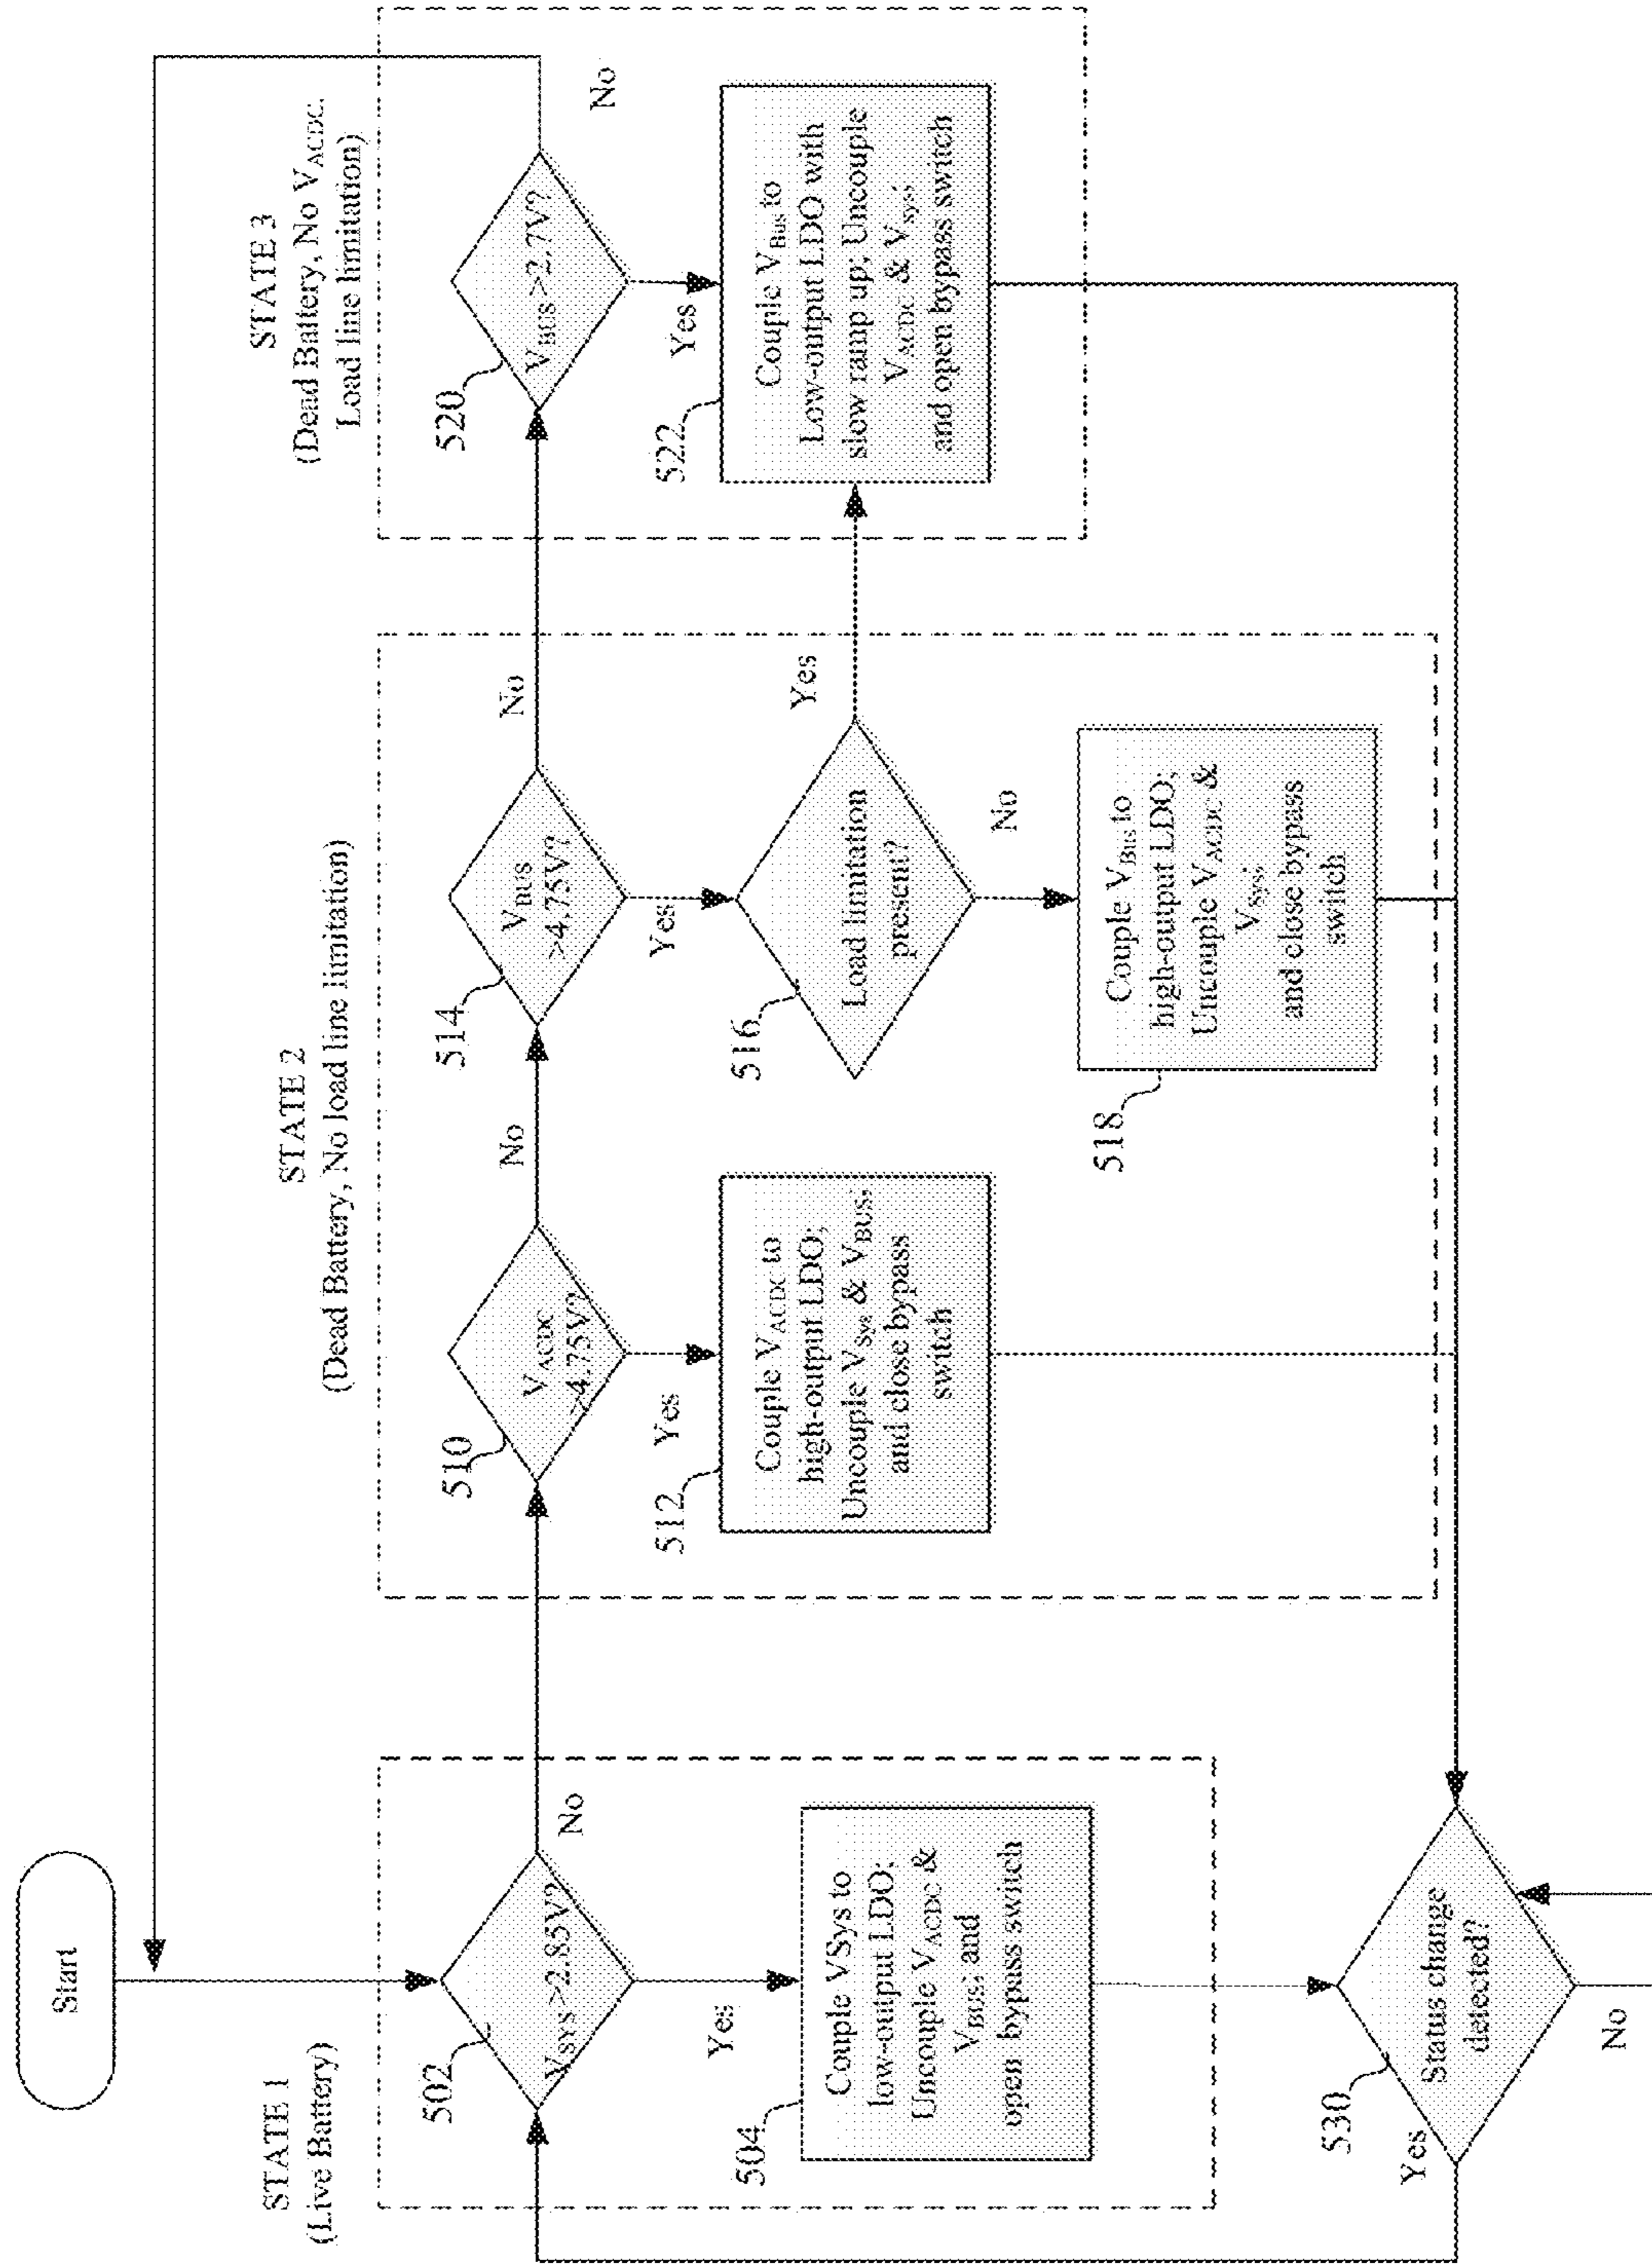 Start
STATE 1
(Live Battery)
502
VSYS>2.85V?
No
Yes
504
Couple VSys to
low-output LDO;
Uncouple VACDC &
VBUS; and
open bypass switch
530
Status change
detected?
Yes
No
STATE 2
(Dead Battery, No load line limitation)
510
VACDC
>4.75V?
No
Yes
512
Couple VACDC to
high-output LDO;
Uncouple VSys & VBUS;
and close bypass
switch
514
VBUS
>4.75V?
No
Yes
516
Load limitation
present?
Yes
No
518
Couple VBus to
high-output LDO;
Uncouple VACDC &
VSys;
and close bypass
switch
STATE 3
(Dead Battery, No VACDC.
Load line limitation)
520
VBUS>2.7V?
No
Yes
522
Couple VBus to
Low-output LDO with
slow ramp up; Uncouple
VACDC & Vsys;
and open bypass switch